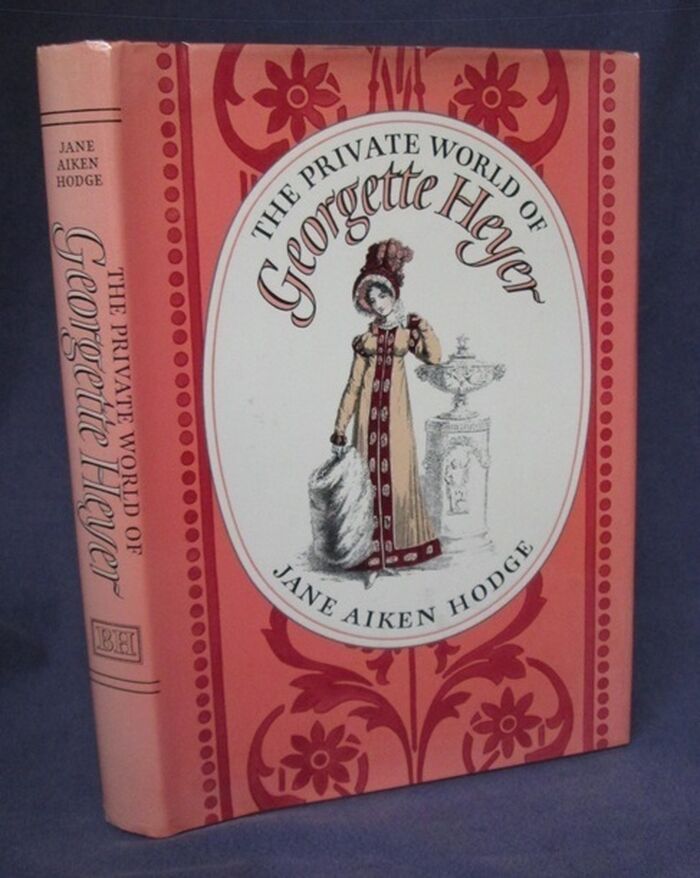 JANE
AIKEN
HODGE
THE PRIVATE WORLD OF
Georgette Heyer
BH
THE PRIVATE WORLD OF
Georgette Heyer
JANE AIKEN HODGE